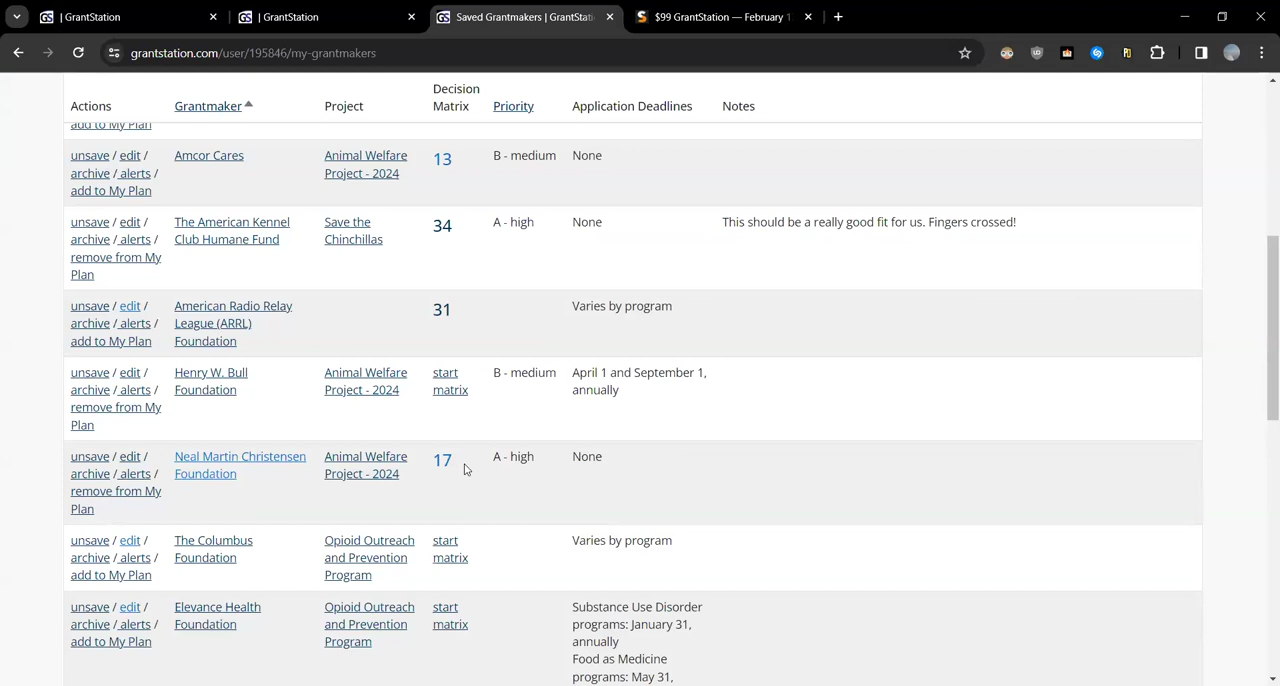 | GrantStation
| GrantStation
Saved Grantmakers | GrantStati
$99 GrantStation — February 1
grantstation.com/user/195846/my-grantmakers
Actions Grantmaker Project Decision Matrix Priority Application Deadlines Notes
add to My Plan
unsave / edit / Amcor Cares Animal Welfare 13 B - medium None
archive / alerts / Project - 2024
add to My Plan
unsave / edit / The American Kennel Save the 34 A - high None This should be a really good fit for us. Fingers crossed!
archive / alerts / Club Humane Fund Chinchillas
remove from My
Plan
unsave / edit / American Radio Relay 31 Varies by program
archive / alerts / League (ARRL)
add to My Plan Foundation
unsave / edit / Henry W. Bull Animal Welfare start B - medium April 1 and September 1,
archive / alerts / Foundation Project - 2024 matrix annually
remove from My
Plan
unsave / edit / Neal Martin Christensen Animal Welfare 17 A - high None
archive / alerts / Foundation Project - 2024
remove from My
Plan
unsave / edit / The Columbus Opioid Outreach start Varies by program
archive / alerts / Foundation and Prevention matrix
add to My Plan Program
unsave / edit / Elevance Health Opioid Outreach start Substance Use Disorder
archive / alerts / Foundation and Prevention matrix programs: January 31,
add to My Plan Program annually
Food as Medicine
programs: May 31,